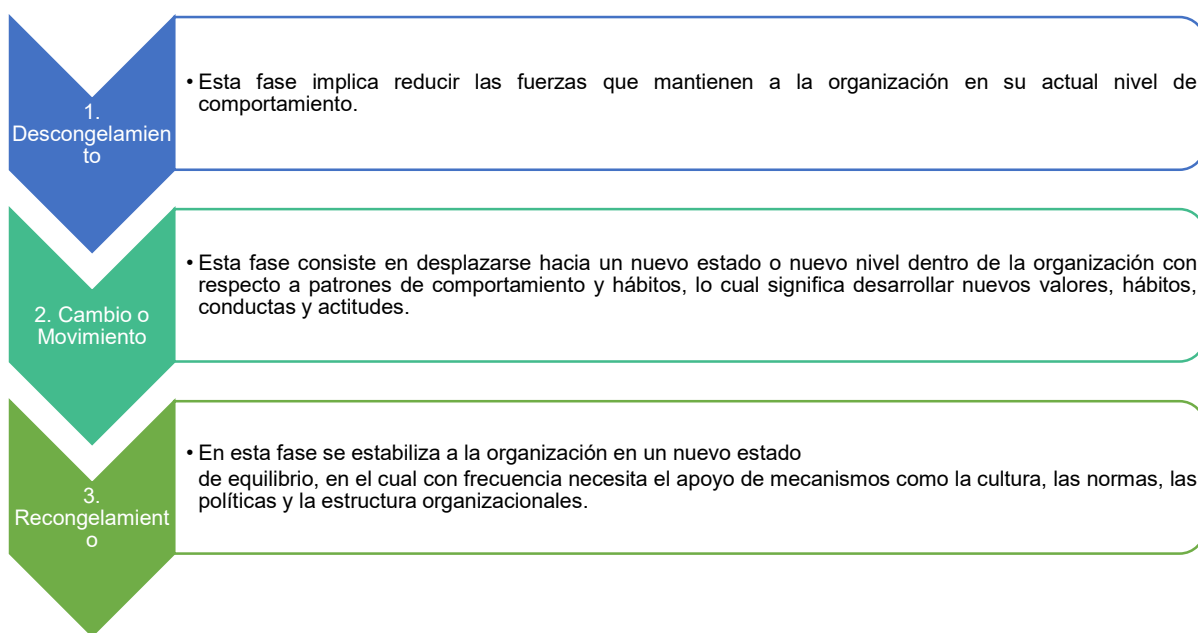 1.
Descongelamien
to
• Esta fase implica reducir las fuerzas que mantienen a la organización en su actual nivel de
comportamiento.
2. Cambio o
Movimiento
• Esta fase consiste en desplazarse hacia un nuevo estado o nuevo nivel dentro de la organización con
respecto a patrones de comportamiento y hábitos, lo cual significa desarrollar nuevos valores, hábitos,
conductas y actitudes.
3.
Recongelamient
o
• En esta fase se estabiliza a la organización en un nuevo estado
de equilibrio, en el cual con frecuencia necesita el apoyo de mecanismos como la cultura, las normas, las
políticas y la estructura organizacionales.